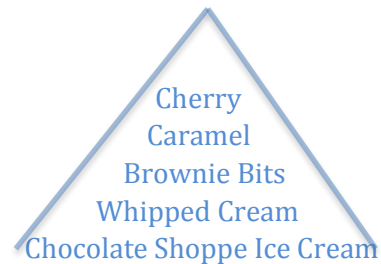 Cherry
Caramel
Brownie Bits
Whipped Cream
Chocolate Shoppe Ice Cream